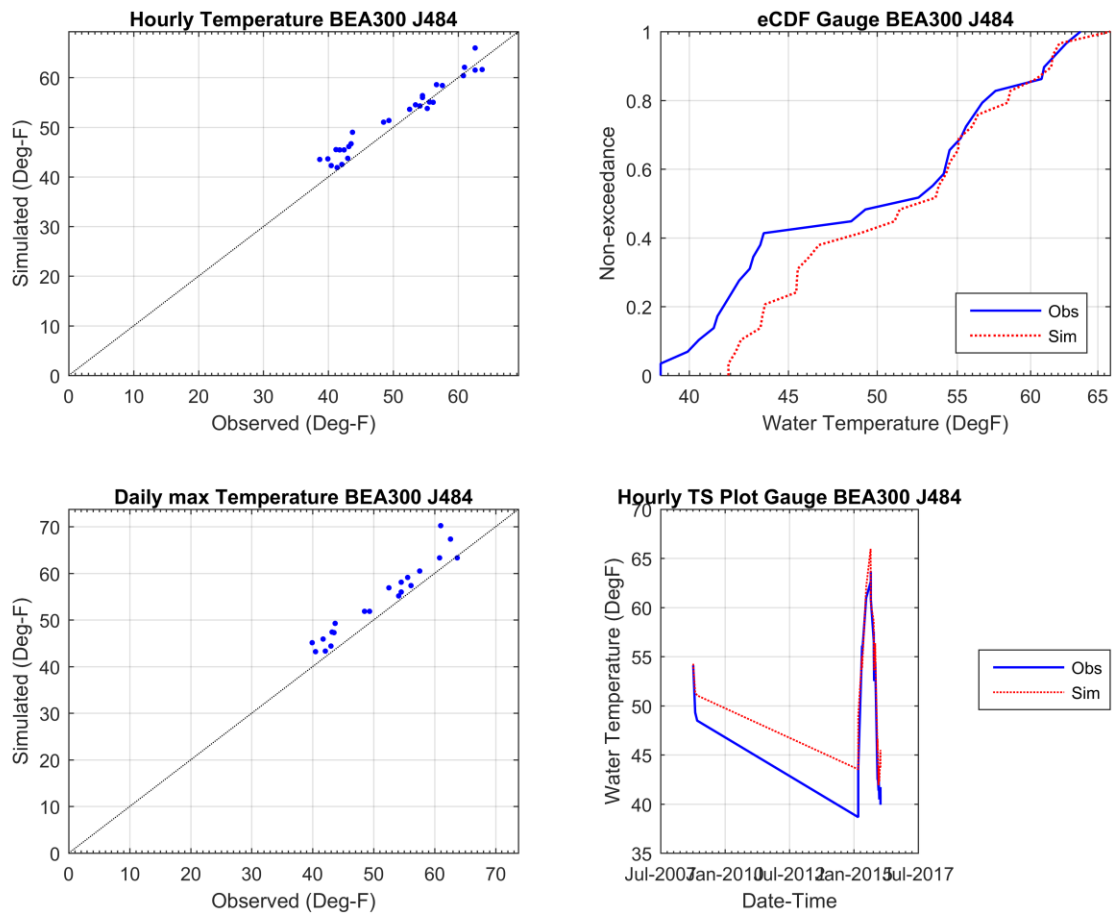 Hourly Temperature BEA300 J484
Simulated (Deg-F)
60
50
40
30
20
10
0
0 10 20 30 40 50 60
Observed (Deg-F)
eCDF Gauge BEA300 J484
Non-exceedance
1
0.8
0.6
0.4
0.2
0
Obs
Sim
40 45 50 55 60 65
Water Temperature (DegF)
Daily max Temperature BEA300 J484
Simulated (Deg-F)
70
60
50
40
30
20
10
0
0 10 20 30 40 50 60 70
Observed (Deg-F)
Hourly TS Plot Gauge BEA300 J484
Water Temperature (DegF)
70
65
60
55
50
45
40
35
Jul-2007 Jan-2010 Jul-2012 Jan-2015 Jul-2017
Date-Time
Obs
Sim